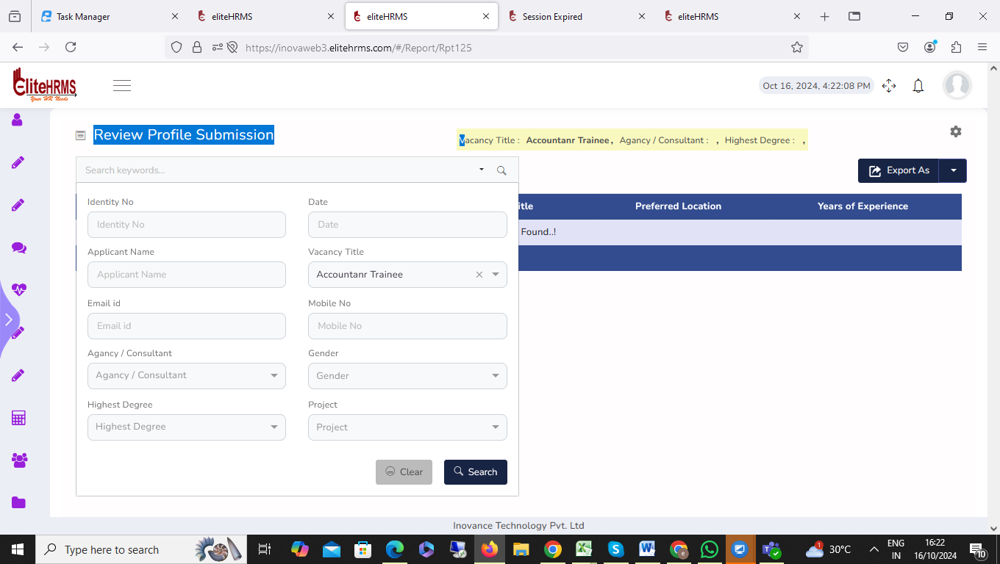 Task Manager
eliteHRMS
eliteHRMS
Session Expired
eliteHRMS
https://inovaweb3.elitehrms.com/#/Report/Rpt125
EliteHRMS
Your HR Needs
Oct 16, 2024, 4:22:08 PM
Review Profile Submission
Vacancy Title : Accountanr Trainee , Agancy / Consultant : , Highest Degree : ,
Search keywords...
Export As
Identity No
Date
itle
Preferred Location
Years of Experience
Identity No
Date
Found..!
Applicant Name
Vacancy Title
Applicant Name
Accountanr Trainee
Email id
Mobile No
Email id
Mobile No
Agancy / Consultant
Gender
Agancy / Consultant
Gender
Highest Degree
Project
Highest Degree
Project
Clear
Search
Inovance Technology Pvt. Ltd
Type here to search
1
30°C
ENG
IN
16:22
16/10/2024
10